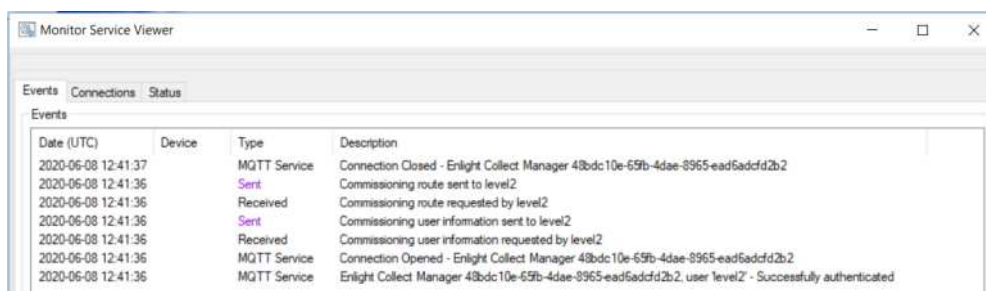 Monitor Service Viewer
Events Connections Status
Events
Date (UTC) Device Type Description
2020-06-08 12:41:37 MQTT Service Connection Closed - Enlight Collect Manager 48bdc10e-65fb-4dae-8965-ead6adcfd2b2
2020-06-08 12:41:36 Sent Commissioning route sent to level2
2020-06-08 12:41:36 Received Commissioning route requested by level2
2020-06-08 12:41:36 Sent Commissioning user information sent to level2
2020-06-08 12:41:36 Received Commissioning user information requested by level2
2020-06-08 12:41:36 MQTT Service Connection Opened - Enlight Collect Manager 48bdc10e-65fb-4dae-8965-ead6adcfd2b2
2020-06-08 12:41:36 MQTT Service Enlight Collect Manager 48bdc10e-65fb-4dae-8965-ead6adcfd2b2, user 'level2' - Successfully authenticated